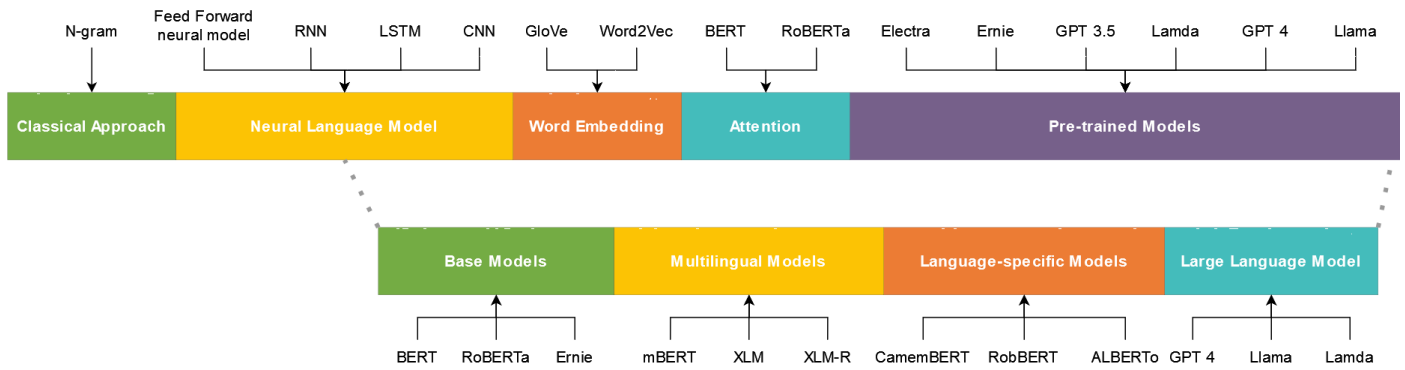 N-gram
Feed Forward
neural model
RNN
LSTM
CNN
GloVe
Word2Vec
BERT
RoBERTa
Electra
Ernie
GPT 3.5
Lamda
GPT 4
Llama
Classical Approach
Neural Language Model
Word Embedding
Attention
Pre-trained Models
Base Models
Multilingual Models
Language-specific Models
Large Language Model
BERT
RoBERTa
Ernie
mBERT
XLM
XLM-R
CamemBERT
RobBERT
ALBERTo
GPT 4
Llama
Lamda